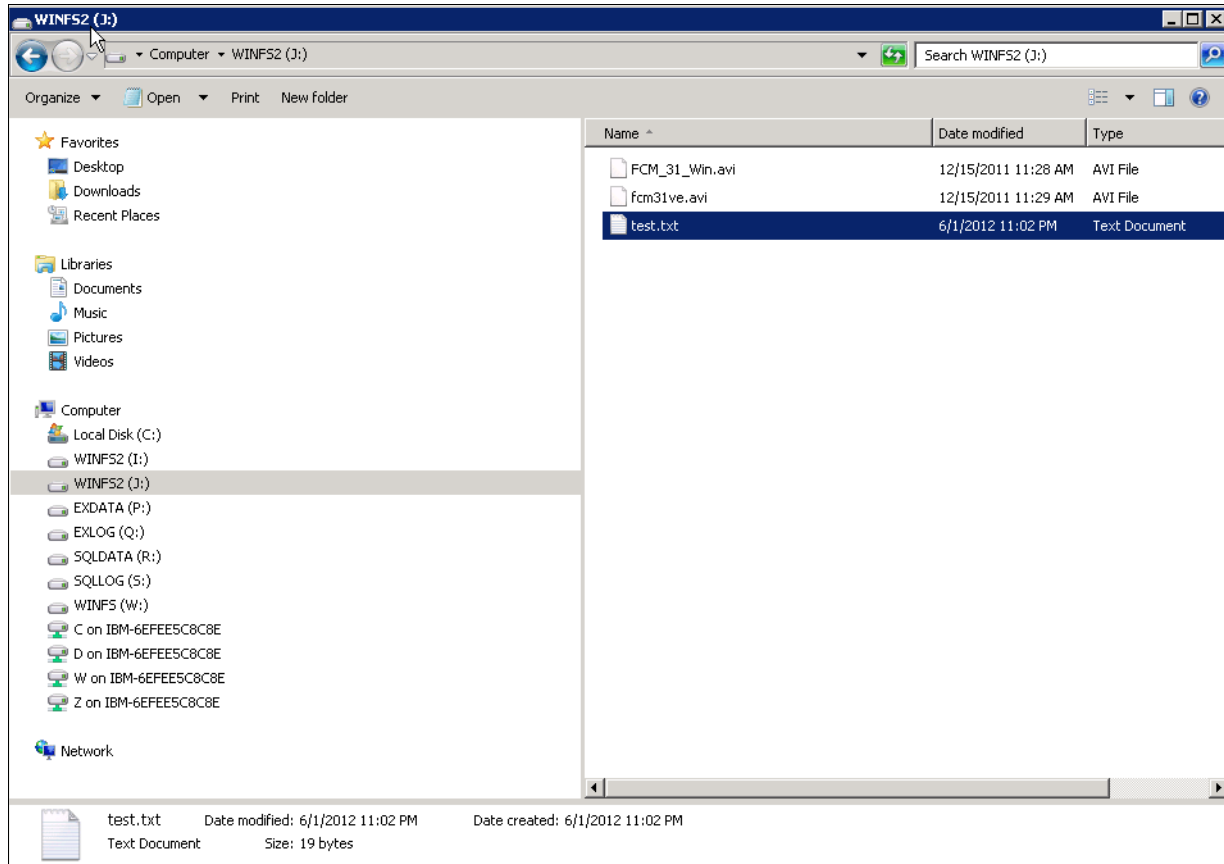 WINFS2 (J:)
Computer WINFS2 (J:) Search WINFS2 (J:)
Organize Open Print New folder
Favorites
Desktop
Downloads
Recent Places
Libraries
Documents
Music
Pictures
Videos
Computer
Local Disk (C:)
WINFS2 (I:)
WINFS2 (J:)
EXDATA (P:)
EXLOG (Q:)
SQLDATA (R:)
SQLLOG (S:)
WINFS (W:)
C on IBM-6EFEE5C8C8E
D on IBM-6EFEE5C8C8E
W on IBM-6EFEE5C8C8E
Z on IBM-6EFEE5C8C8E
Network
Name Date modified Type
FCM_31_Win.avi 12/15/2011 11:28 AM AVI File
fcm31ve.avi 12/15/2011 11:29 AM AVI File
test.txt 6/1/2012 11:02 PM Text Document
test.txt Date modified: 6/1/2012 11:02 PM Date created: 6/1/2012 11:02 PM
Text Document Size: 19 bytes